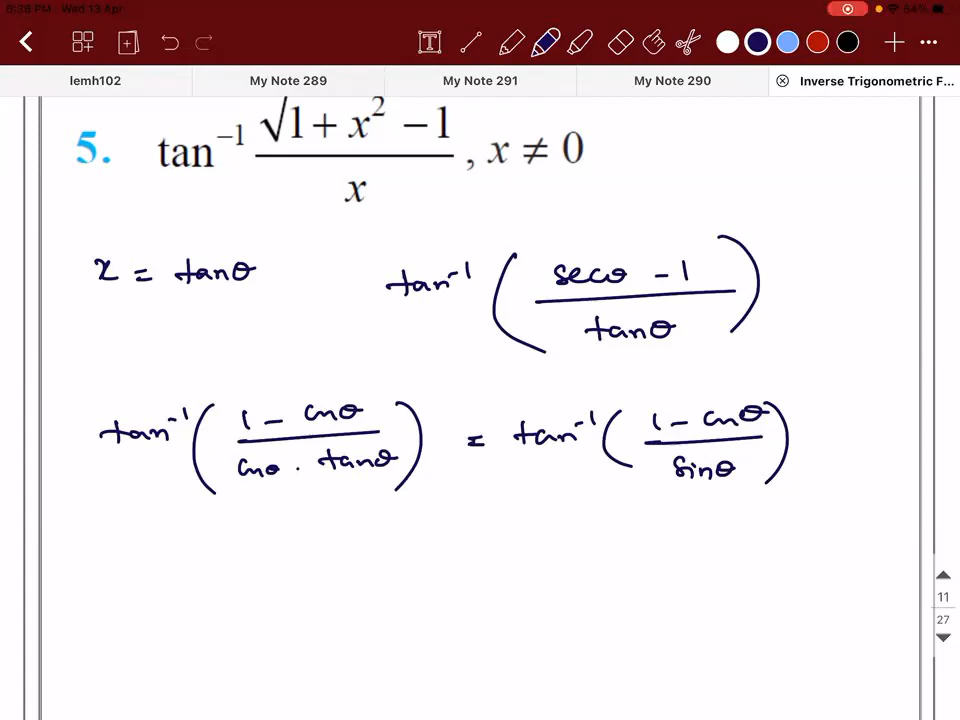 8:38 PM Wed 13 Apr 54%
lemh102 My Note 289 My Note 291 My Note 290 Inverse Trigonometric F...
5. tan⁻¹ (√1 + x² − 1)/x , x ≠ 0
x = tanθ tan⁻¹ ( (secθ − 1)/tanθ )
tan⁻¹ ( (1 − cosθ)/(cosθ . tanθ) ) = tan⁻¹ ( (1 − cosθ)/sinθ )
11
27